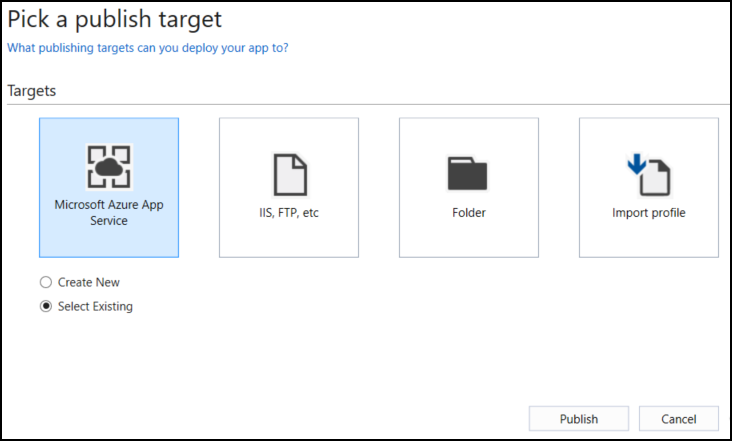 Pick a publish target
What publishing targets can you deploy your app to?
Targets
Microsoft Azure App
Service
IIS, FTP, etc
Folder
Import profile
Create New
Select Existing
Publish
Cancel